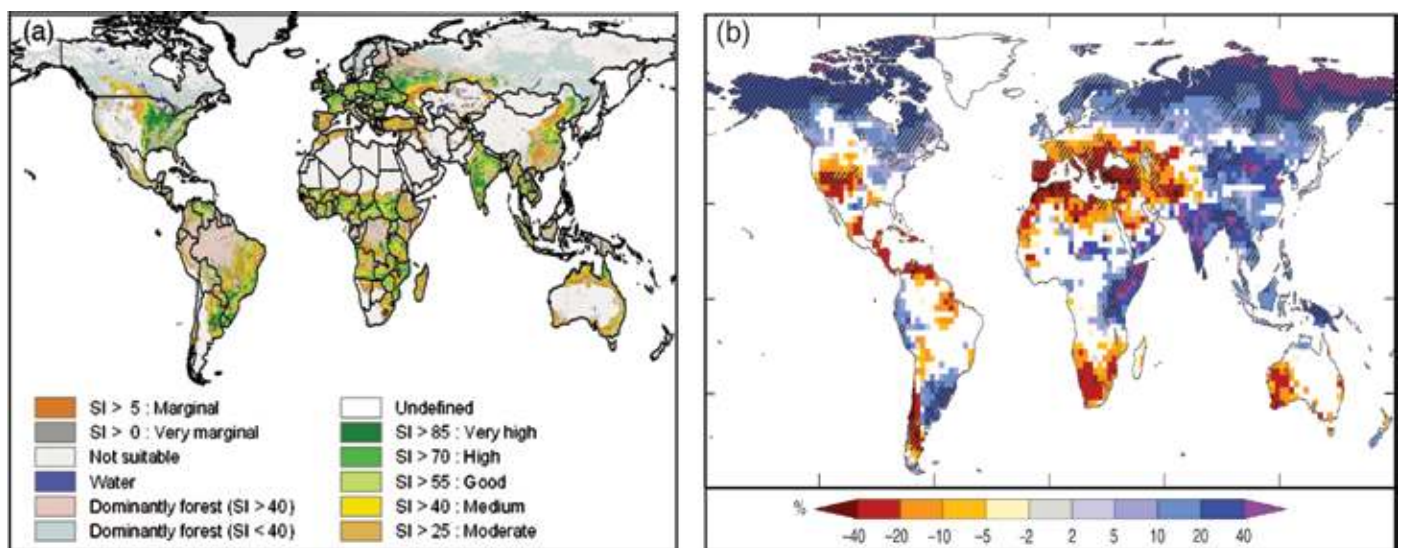 (a)
SI > 5 : Marginal
SI > 0 : Very marginal
Not suitable
Water
Dominantly forest (SI > 40)
Dominantly forest (SI < 40)
Undefined
SI > 85 : Very high
SI > 70 : High
SI > 55 : Good
SI > 40 : Medium
SI > 25 : Moderate
(b)
%
-40 -20 -10 -5 -2 2 5 10 20 40